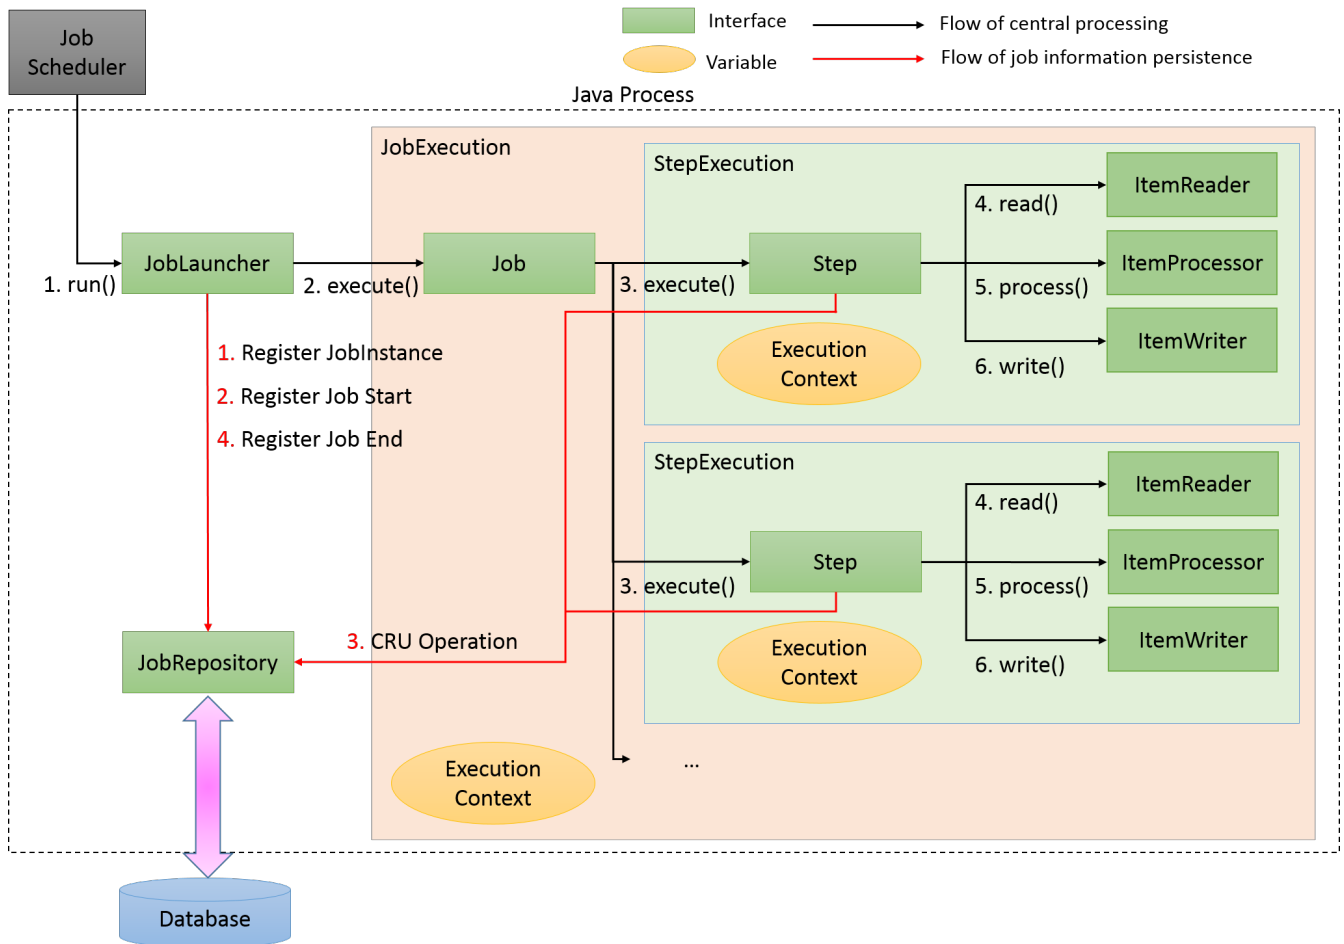 Job
Scheduler
Interface
Flow of central processing
Variable
Flow of job information persistence
Java Process
JobExecution
StepExecution
ItemReader
4. read()
JobLauncher
Job
Step
ItemProcessor
1. run()
2. execute()
3. execute()
5. process()
1. Register JobInstance
Execution
Context
ItemWriter
6. write()
2. Register Job Start
4. Register Job End
StepExecution
ItemReader
4. read()
Step
ItemProcessor
3. execute()
5. process()
3. CRU Operation
Execution
Context
ItemWriter
6. write()
JobRepository
Execution
Context
...
Database